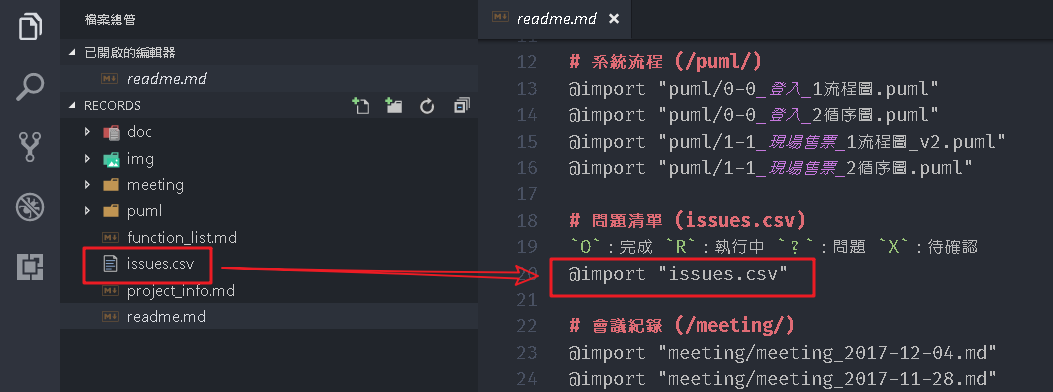 檔案總管
已開啟的編輯器
readme.md
RECORDS
doc
img
meeting
puml
function_list.md
issues.csv
project_info.md
readme.md
readme.md
11
12 # 系統流程 (/puml/)
13 @import "puml/0-0_登入_1流程圖.puml"
14 @import "puml/0-0_登入_2循序圖.puml"
15 @import "puml/1-1_現場售票_1流程圖_v2.puml"
16 @import "puml/1-1_現場售票_2循序圖.puml"
17
18 # 問題清單 (issues.csv)
19 `O`：完成 `R`：執行中 `?`：問題 `X`：待確認
20 @import "issues.csv"
21
22 # 會議紀錄 (/meeting/)
23 @import "meeting/meeting_2017-12-04.md"
24 @import "meeting/meeting_2017-11-28.md"